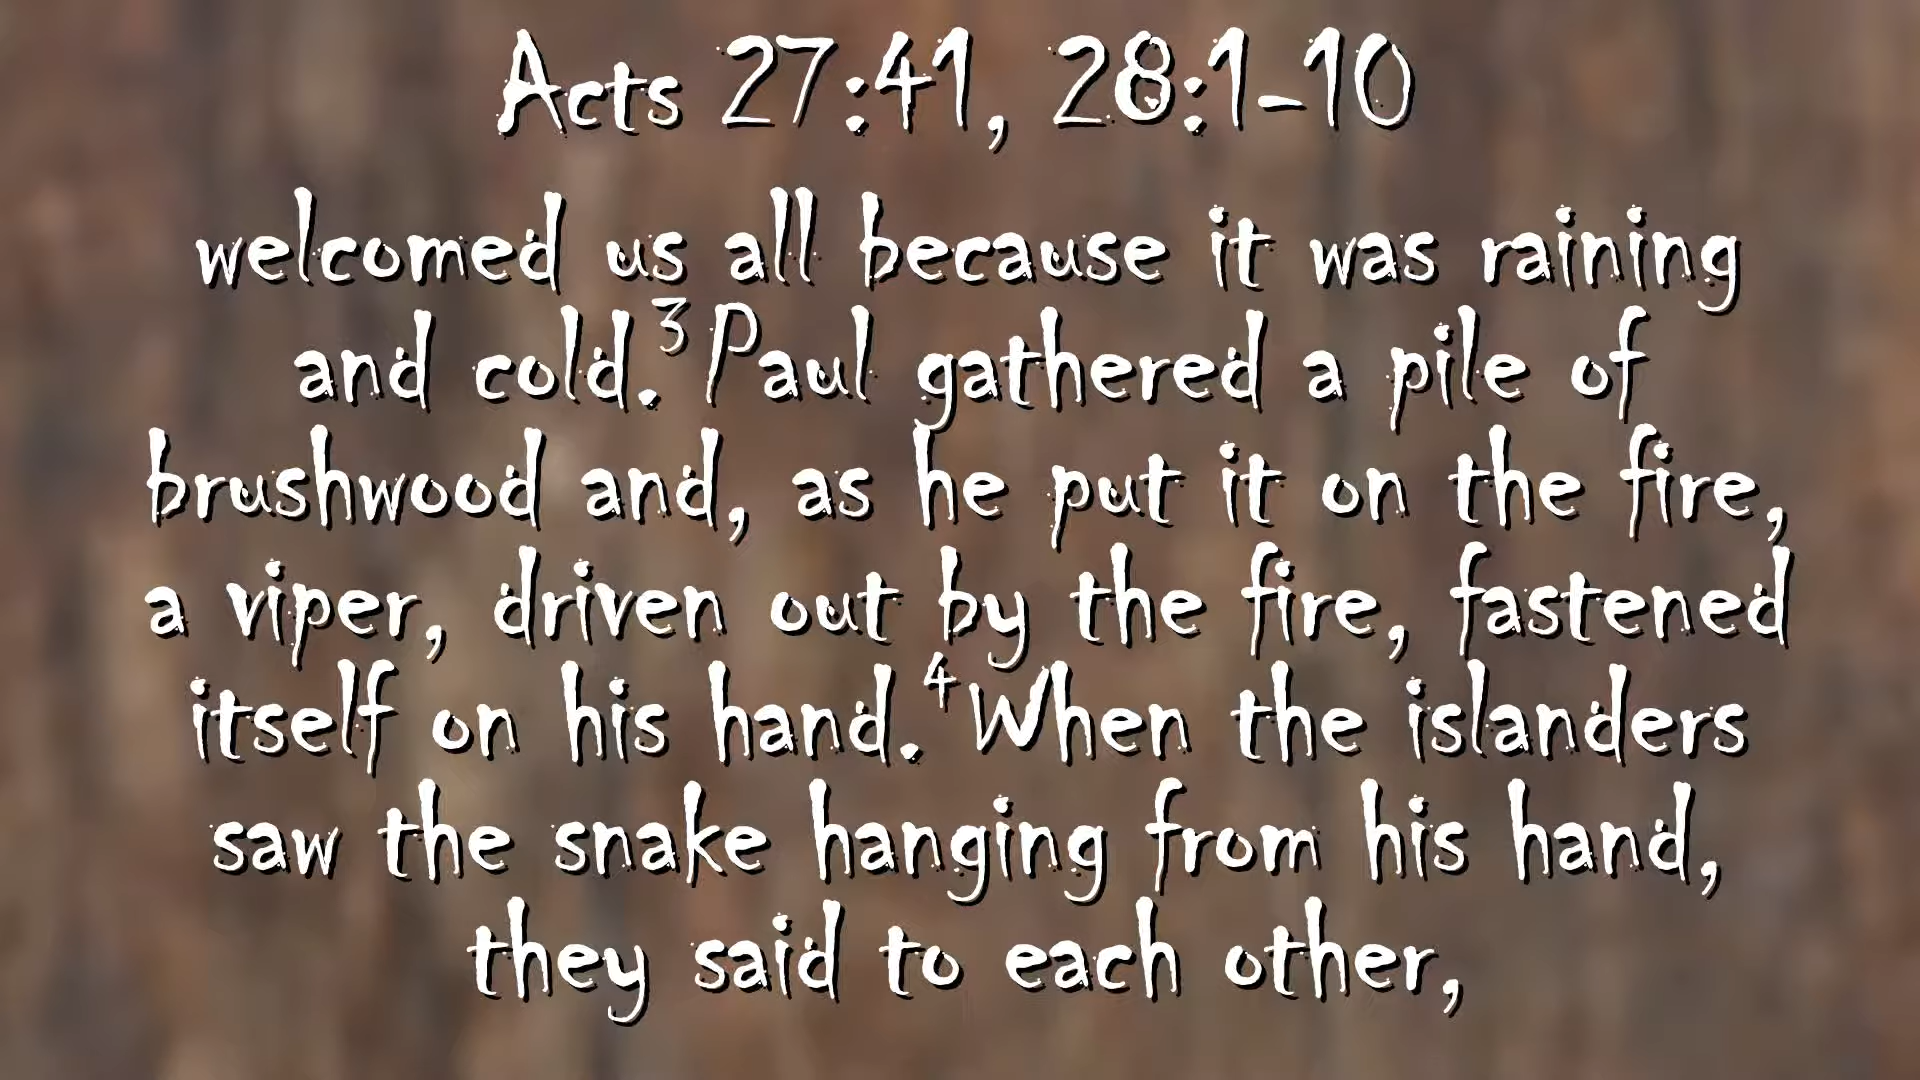 Acts 27:41, 28:1-10
welcomed us all because it was raining
and cold. 3 Paul gathered a pile of
brushwood and, as he put it on the fire,
a viper, driven out by the fire, fastened
itself on his hand. 4 When the islanders
saw the snake hanging from his hand,
they said to each other,